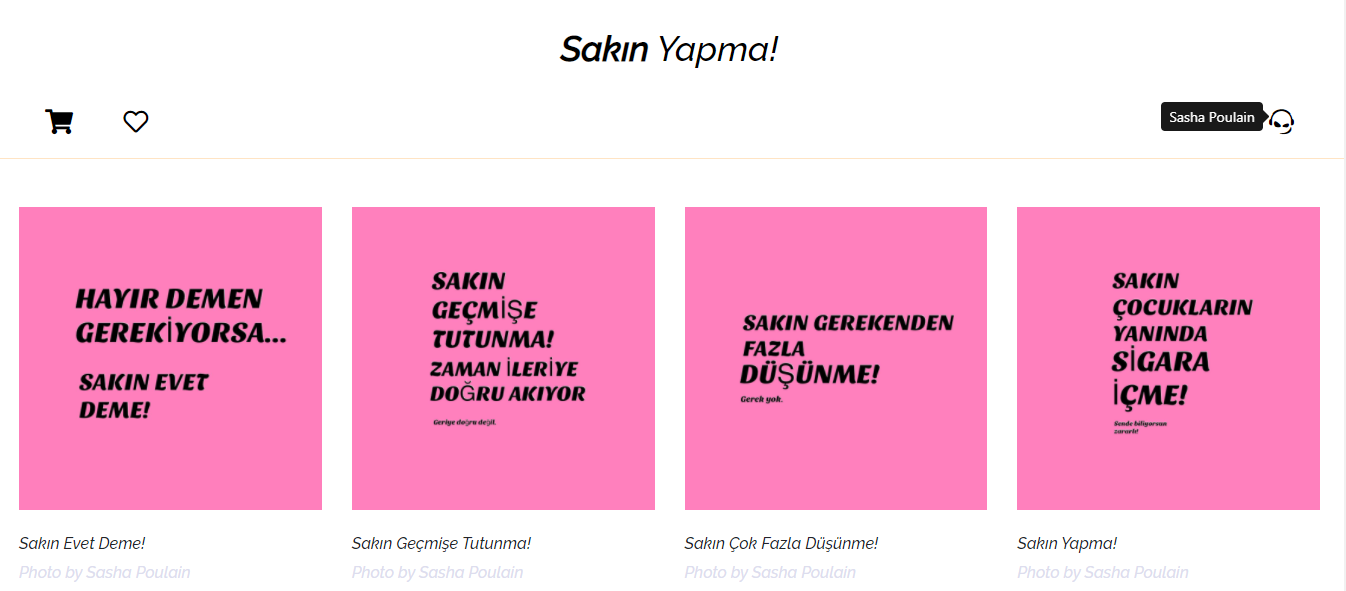 Sakın Yapma!
Sasha Poulain
HAYIR DEMEN
GEREKİYORSA...
SAKIN EVET
DEME!
SAKIN
GEÇMİŞE
TUTUNMA!
ZAMAN İLERİYE
DOĞRU AKIYOR
Geriye doğru değil.
SAKIN GEREKENDEN
FAZLA
DÜŞÜNME!
Gerek yok.
SAKIN
ÇOCUKLARIN
YANINDA
SİGARA
İÇME!
Sende biliyorsun
zararlı!
Sakın Evet Deme!
Photo by Sasha Poulain
Sakın Geçmişe Tutunma!
Photo by Sasha Poulain
Sakın Çok Fazla Düşünme!
Photo by Sasha Poulain
Sakın Yapma!
Photo by Sasha Poulain